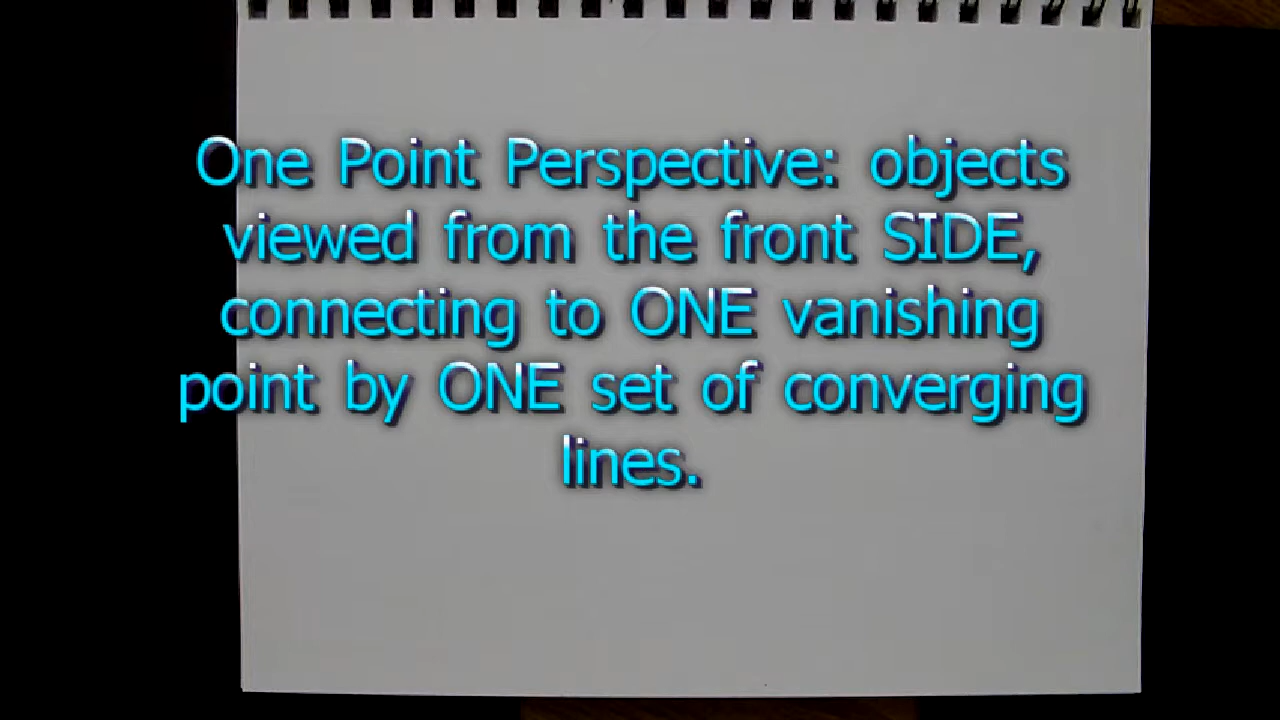 One Point Perspective: objects
viewed from the front SIDE,
connecting to ONE vanishing
point by ONE set of converging
lines.